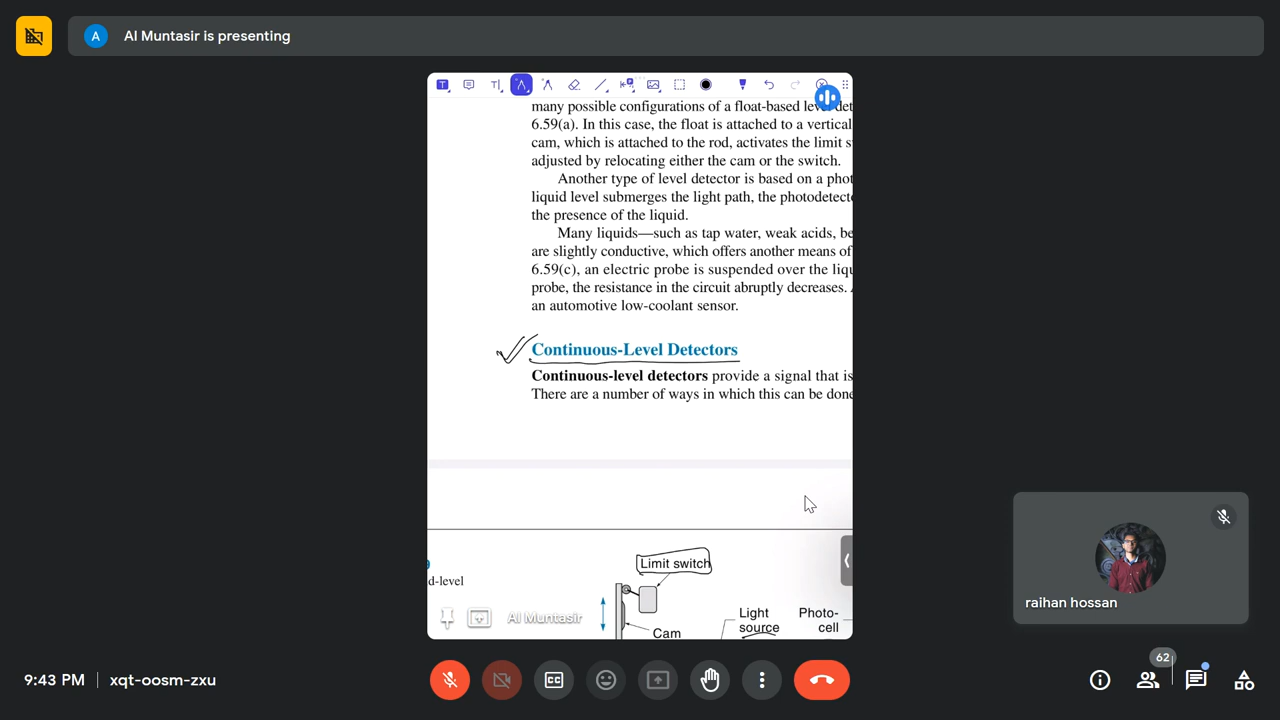 A Al Muntasir is presenting
many possible configurations of a float-based level det
6.59(a). In this case, the float is attached to a vertical
cam, which is attached to the rod, activates the limit s
adjusted by relocating either the cam or the switch.
Another type of level detector is based on a phot
liquid level submerges the light path, the photodetect
the presence of the liquid.
Many liquids—such as tap water, weak acids, be
are slightly conductive, which offers another means of
6.59(c), an electric probe is suspended over the liqu
probe, the resistance in the circuit abruptly decreases.
an automotive low-coolant sensor.
Continuous-Level Detectors
Continuous-level detectors provide a signal that is
There are a number of ways in which this can be done
Limit switch
d-level
Light
source
Photo-
cell
Cam
Al Muntasir
raihan hossan
9:43 PM | xqt-oosm-zxu
62